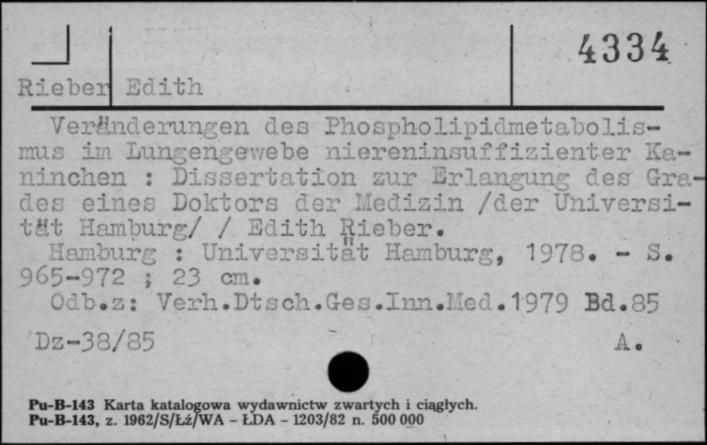 4334
Rieber Edith
Veränderungen des Phospholipidmetabolis-
mus im Lungengewebe niereninsuffizienter Ka-
ninchen : Dissertation zur Erlangung des Gra-
des eines Doktors der Medizin /der Universi-
tät Hamburg/ / Edith Rieber.
Hamburg : Universität Hamburg, 1978. - S.
965-972 ; 23 cm.
Odb.z: Verh.Dtsch.Ges.Inn.Med.1979 Bd.85
Dz-38/85 A.
Pu-B-143 Karta katalogowa wydawnictw zwartych i ciągłych.
Pu-B-143, z. 1962/S/Łź/WA - ŁDA - 1203/82 n. 500 000